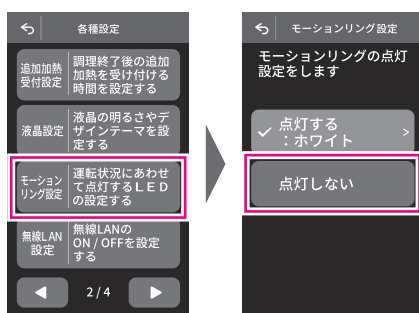 各種設定
追加加熱
受付設定
調理終了後の追加
加熱を受け付ける
時間を設定する
液晶設定
液晶の明るさやデ
ザインテーマを設
定する
モーション
リング設定
運転状況にあわせ
て点灯するLED
の設定する
無線LAN
設定
無線LANの
ON / OFFを設定
する
2 / 4
モーションリング設定
モーションリングの点灯
設定をします
点灯する
：ホワイト
点灯しない